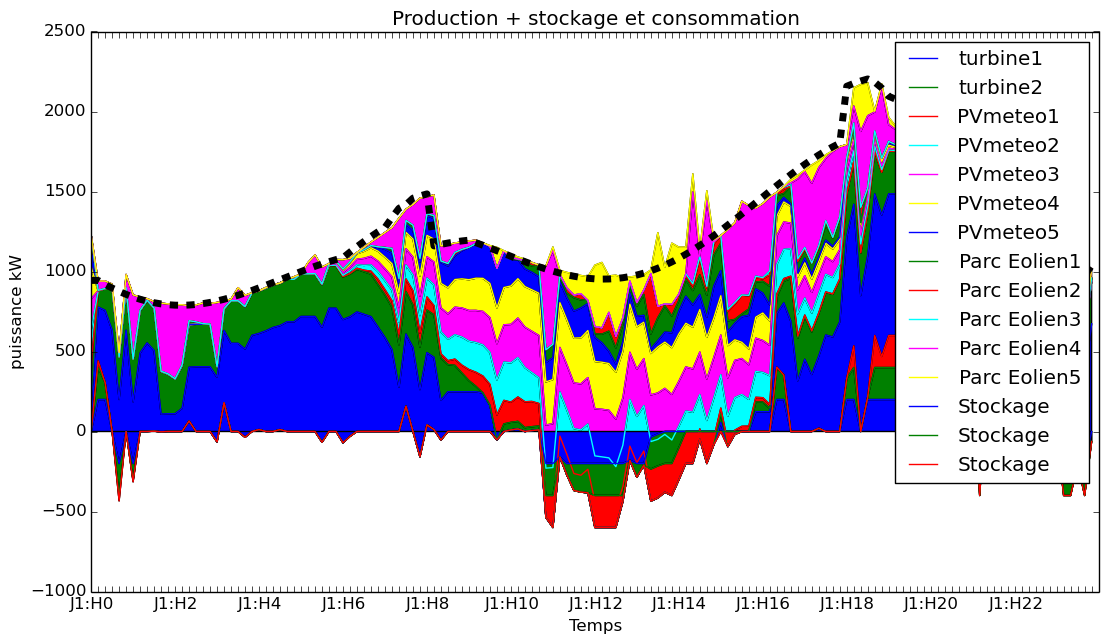 Production + stockage et consommation
puissance kW
2500
2000
1500
1000
500
0
−500
−1000
turbine1
turbine2
PVmeteo1
PVmeteo2
PVmeteo3
PVmeteo4
PVmeteo5
Parc Eolien1
Parc Eolien2
Parc Eolien3
Parc Eolien4
Parc Eolien5
Stockage
Stockage
Stockage
J1:H0 J1:H2 J1:H4 J1:H6 J1:H8 J1:H10 J1:H12 J1:H14 J1:H16 J1:H18 J1:H20 J1:H22
Temps